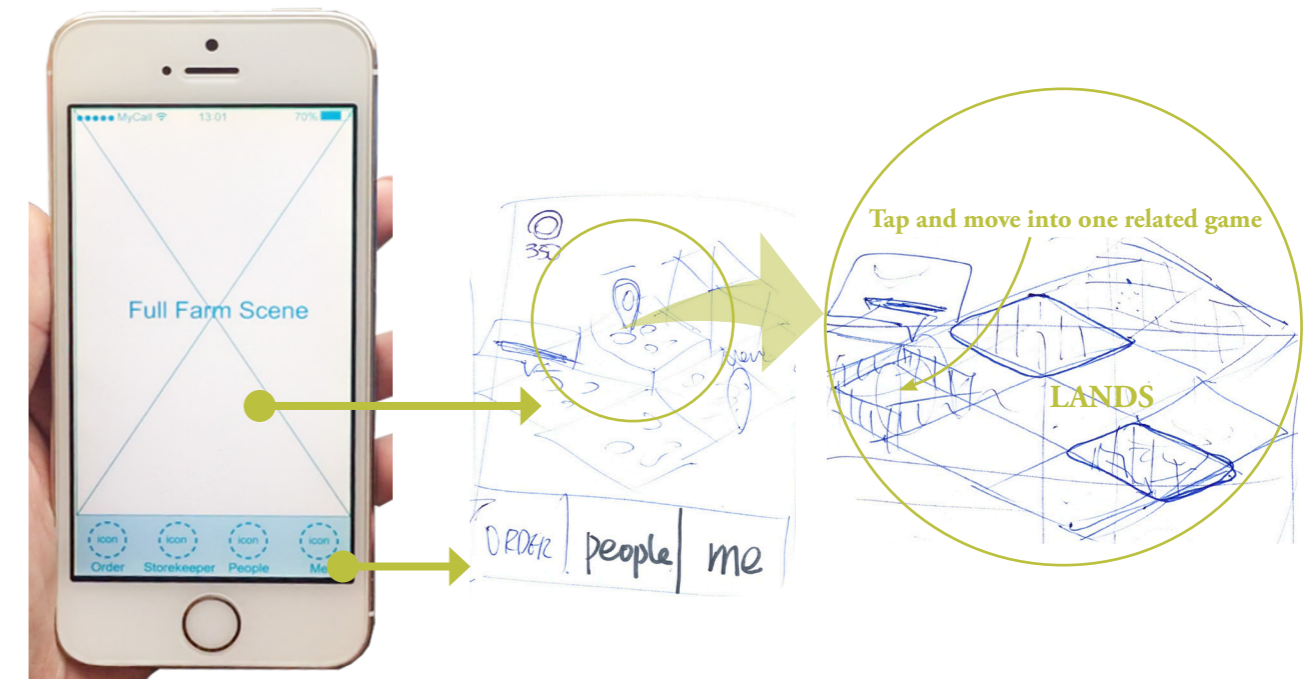 MyCall 13:01 70%
Full Farm Scene
icon icon icon icon
Order Storekeeper People Me
350
ORDER people me
Tap and move into one related game
LANDS